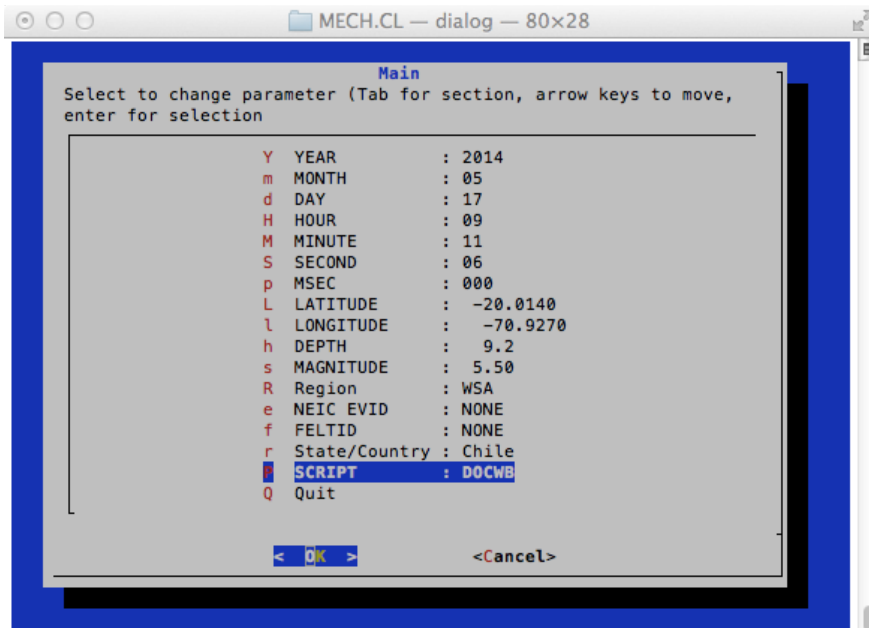 MECH.CL — dialog — 80×28
Main
Select to change parameter (Tab for section, arrow keys to move,
enter for selection
Y YEAR : 2014
m MONTH : 05
d DAY : 17
H HOUR : 09
M MINUTE : 11
S SECOND : 06
p MSEC : 000
L LATITUDE : -20.0140
l LONGITUDE : -70.9270
h DEPTH : 9.2
s MAGNITUDE : 5.50
R Region : WSA
e NEIC EVID : NONE
f FELTID : NONE
r State/Country : Chile
P SCRIPT : DOCWB
Q Quit
< OK > <Cancel>